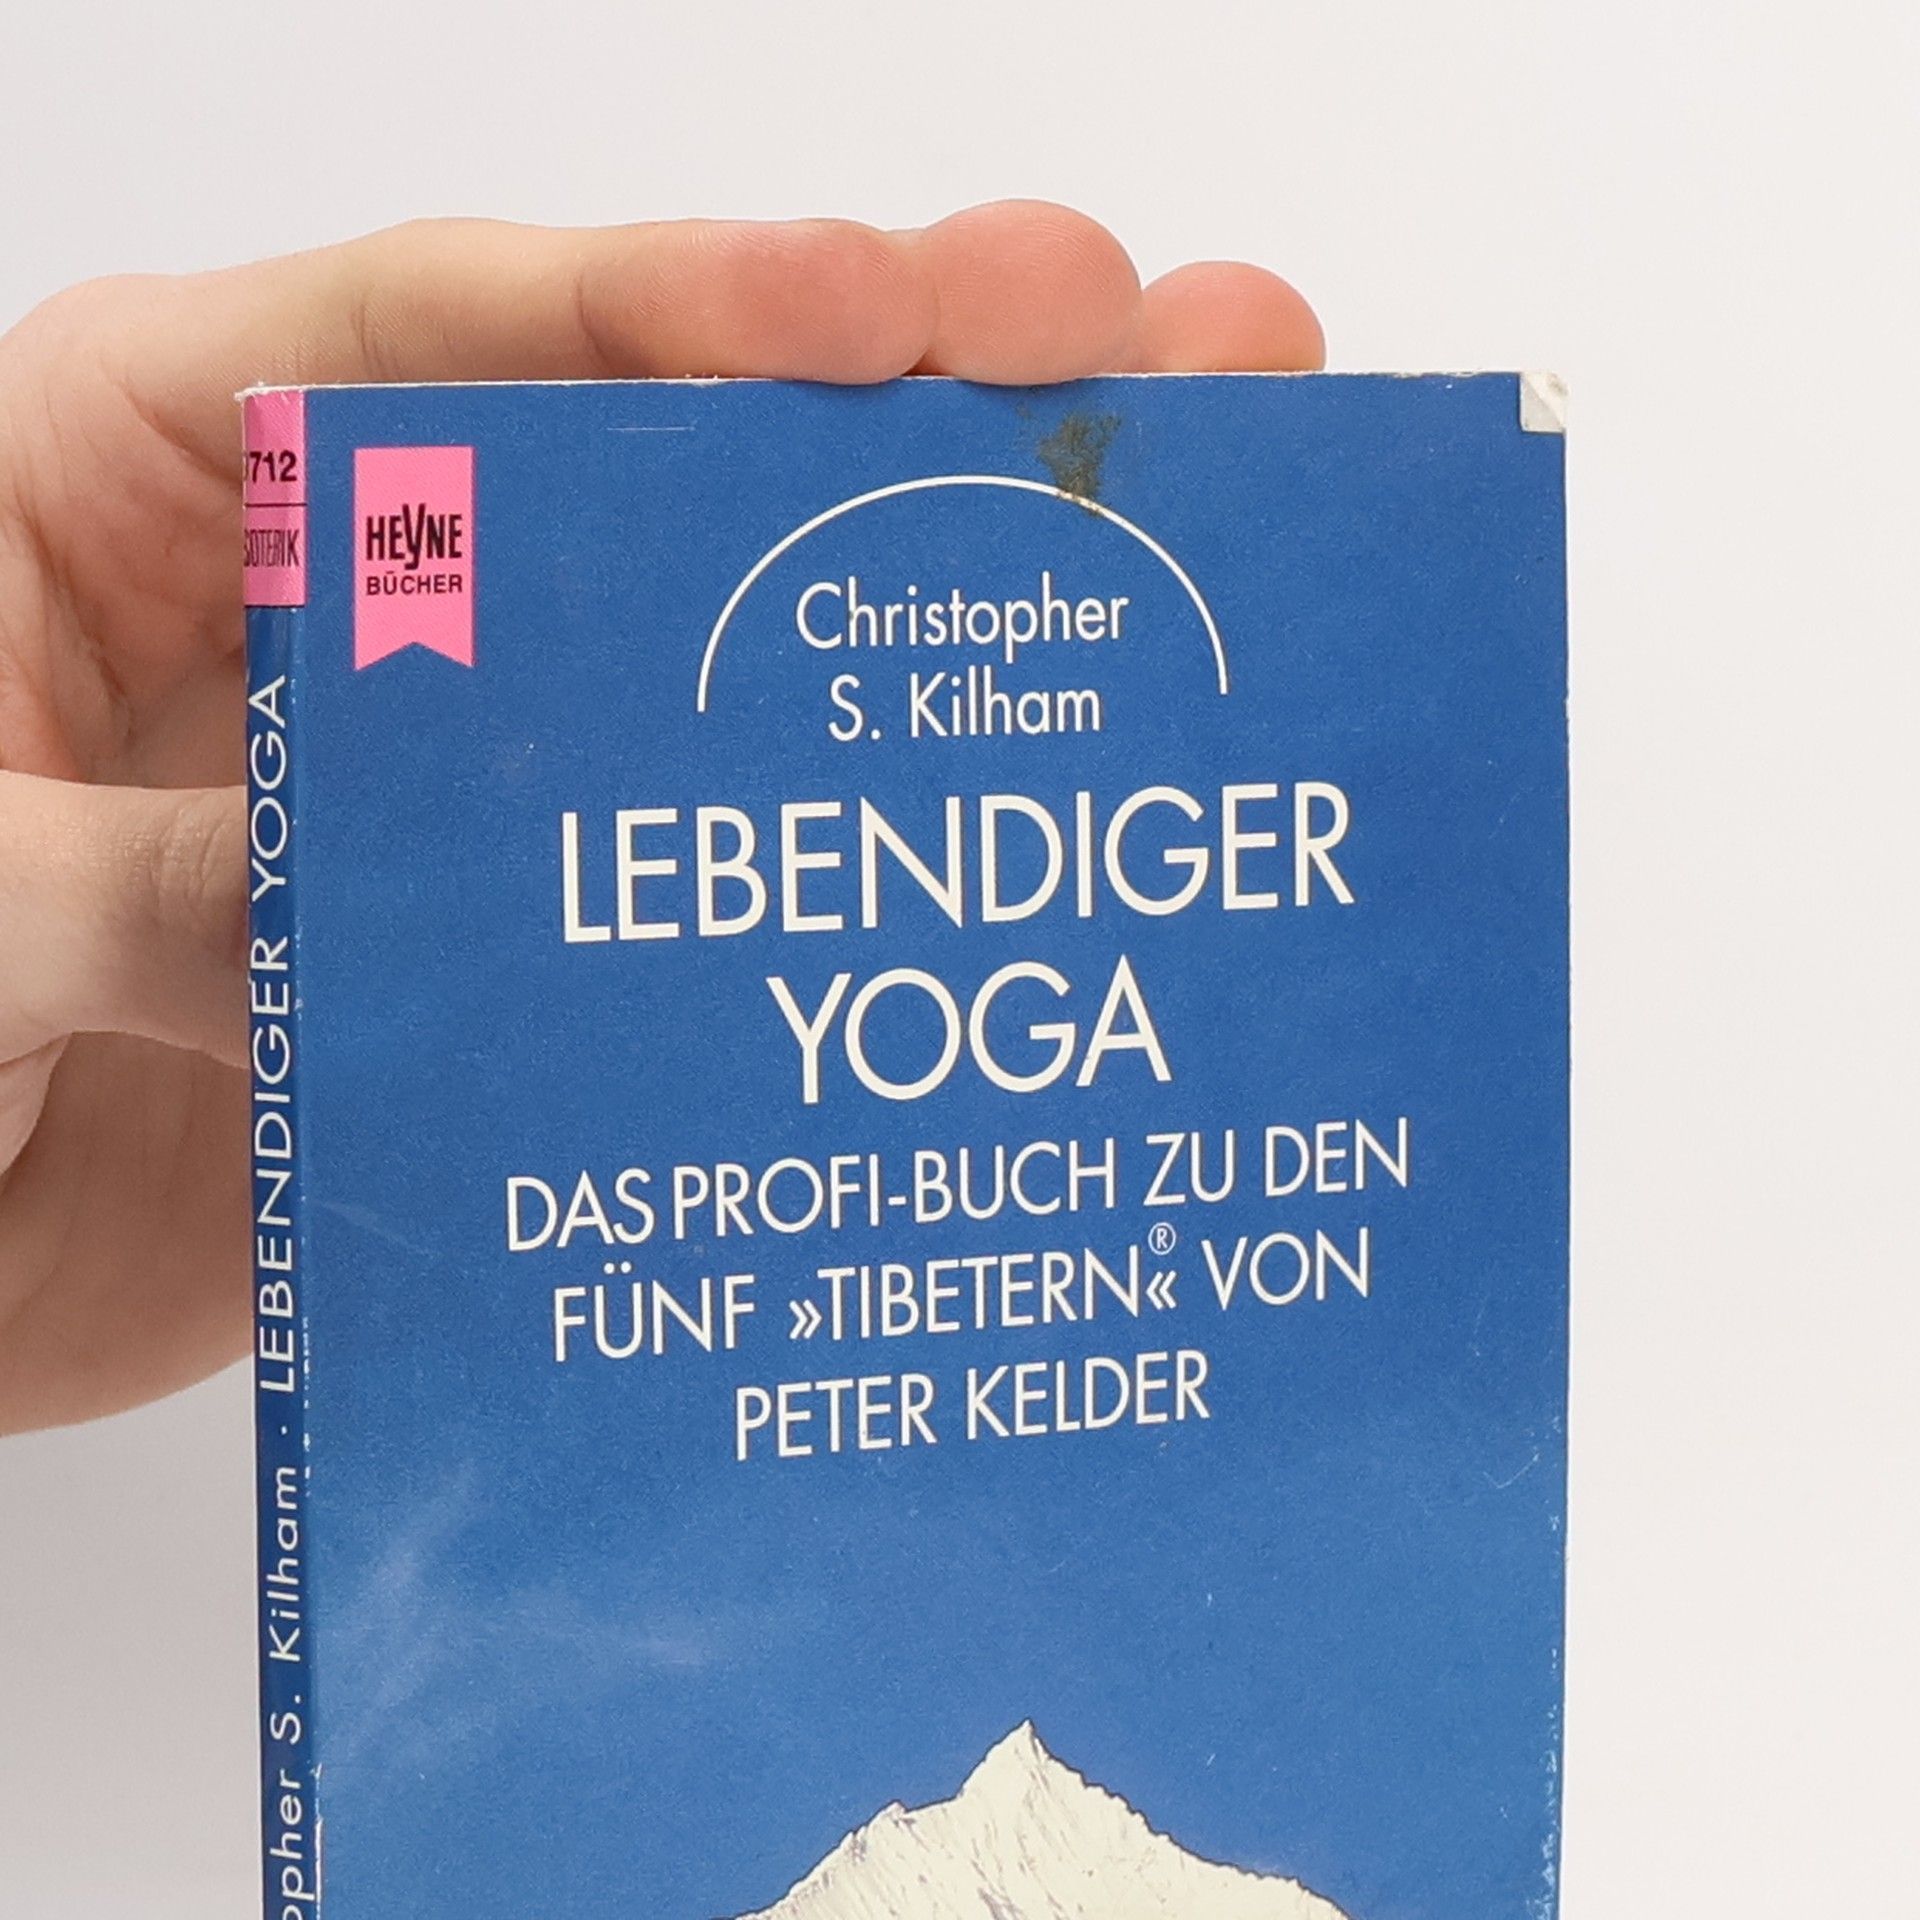 712
HEYNE
BÜCHER
Christopher
S. Kilham
LEBENDIGER
YOGA
DAS PROFI-BUCH ZU DEN
FÜNF »TIBETERN®« VON
PETER KELDER
S. Kilham · LEBENDIGER YOGA